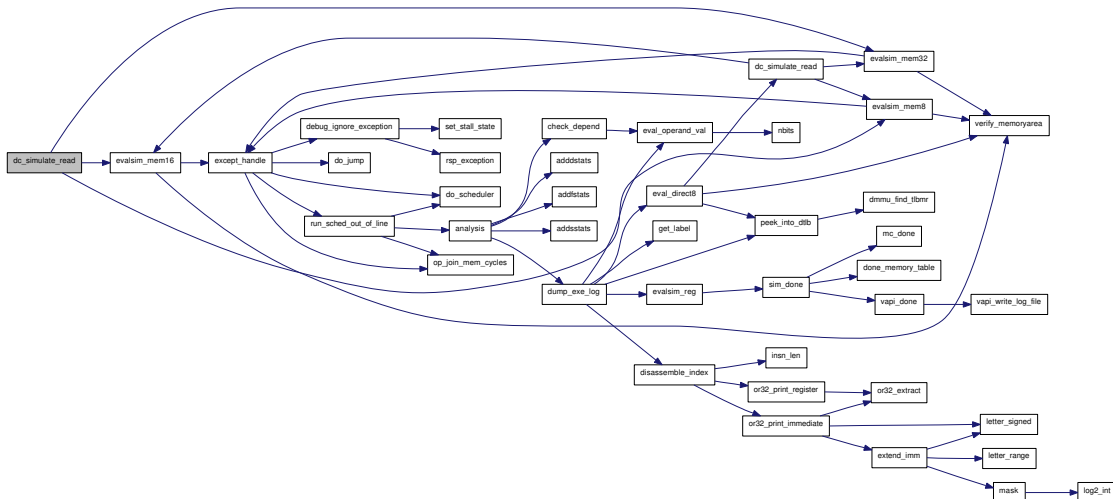 dc_simulate_read
evalsim_mem16
except_handle
debug_ignore_exception
do_jump
do_scheduler
run_sched_out_of_line
set_stall_state
rsp_exception
analysis
op_join_mem_cycles
check_depend
adddstats
addfstats
addsstats
dump_exe_log
eval_operand_val
nbits
eval_direct8
get_label
evalsim_reg
disassemble_index
dc_simulate_read
peek_into_dtlb
sim_done
insn_len
or32_print_register
or32_print_immediate
evalsim_mem32
evalsim_mem8
verify_memoryarea
dmmu_find_tlbmr
mc_done
done_memory_table
vapi_done
vapi_write_log_file
or32_extract
extend_imm
letter_signed
letter_range
mask
log2_int